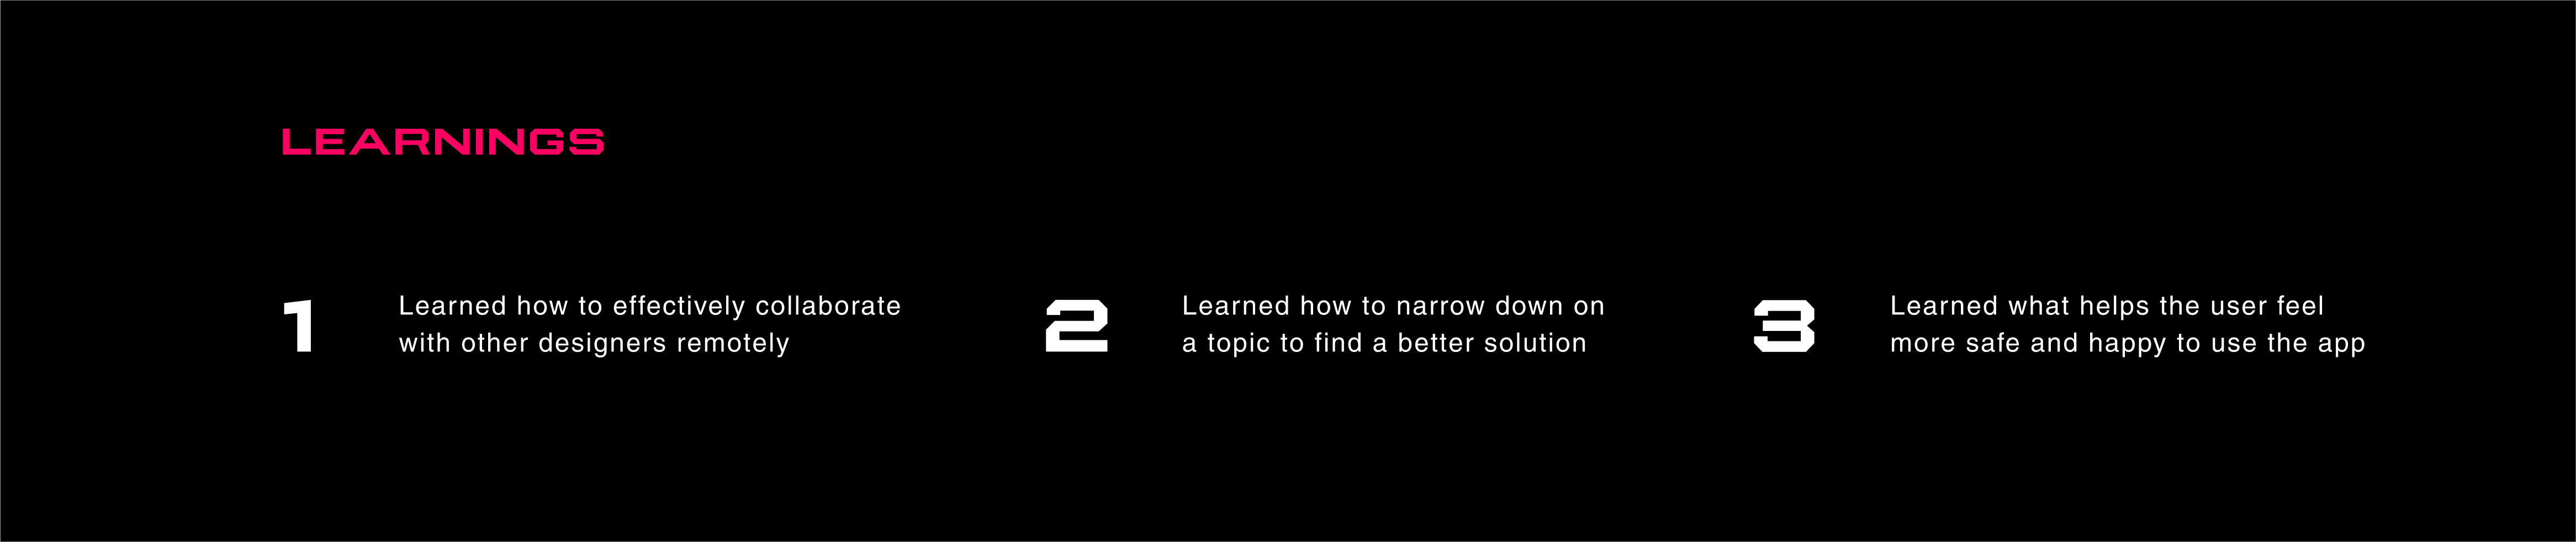 LEARNINGS
1
Learned how to effectively collaborate
with other designers remotely
2
Learned how to narrow down on
a topic to find a better solution
3
Learned what helps the user feel
more safe and happy to use the app